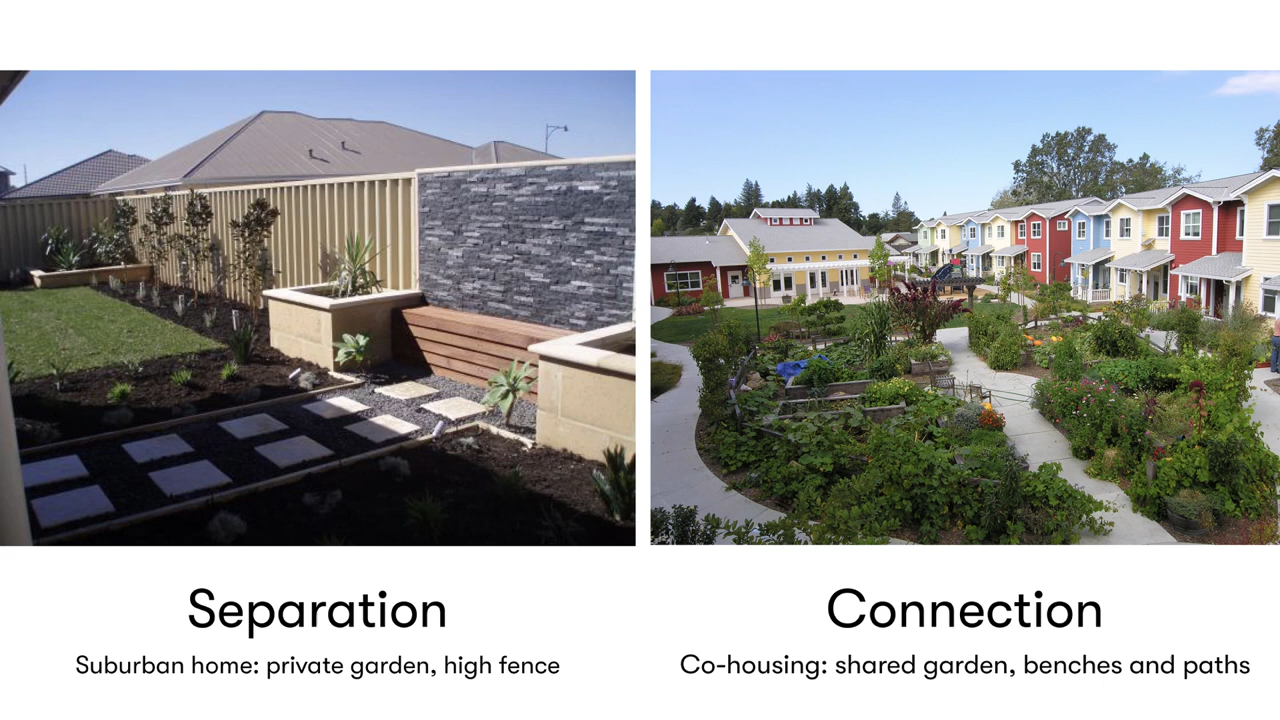 Separation
Suburban home: private garden, high fence
Connection
Co-housing: shared garden, benches and paths